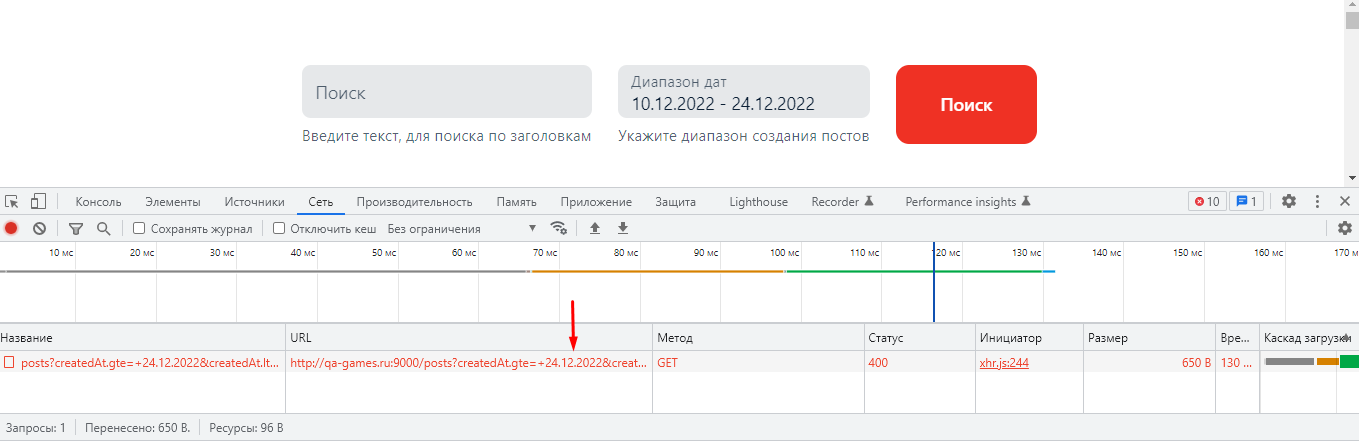 Поиск
Диапазон дат
10.12.2022 - 24.12.2022
Поиск
Введите текст, для поиска по заголовкам
Укажите диапазон создания постов
Консоль Элементы Источники Сеть Производительность Память Приложение Защита Lighthouse Recorder Performance insights 10 1
Сохранять журнал Отключить кеш Без ограничения
10 мс 20 мс 30 мс 40 мс 50 мс 60 мс 70 мс 80 мс 90 мс 100 мс 110 мс 120 мс 130 мс 140 мс 150 мс 160 мс 170 м
Название URL Метод Статус Инициатор Размер Вре... Каскад загрузки
posts?createdAt.gte=+24.12.2022&createdAt.lt... http://qa-games.ru:9000/posts?createdAt.gte=+24.12.2022&creat... GET 400 xhr.js:244 650 В 130 ...
Запросы: 1 Перенесено: 650 В. Ресурсы: 96 В